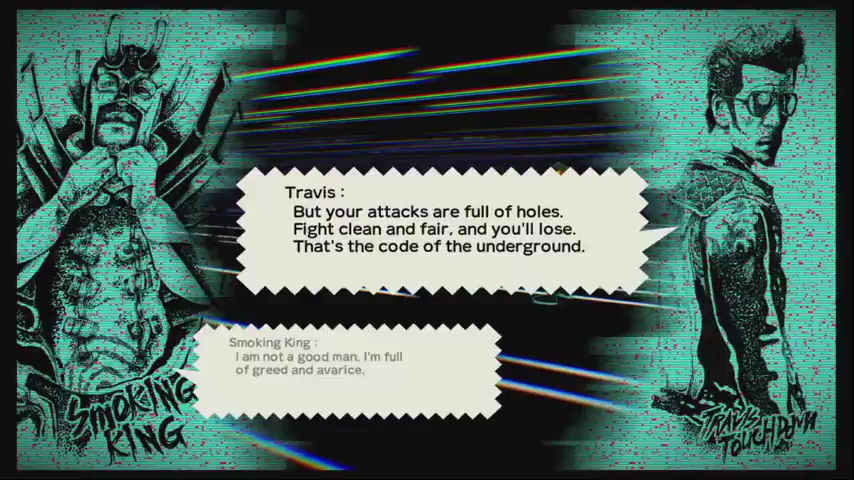 Travis :
But your attacks are full of holes.
Fight clean and fair, and you'll lose.
That's the code of the underground.
Smoking King :
I am not a good man. I'm full
of greed and avarice.
SMOKING
KING
TRAVIS
TOUCHDOWN